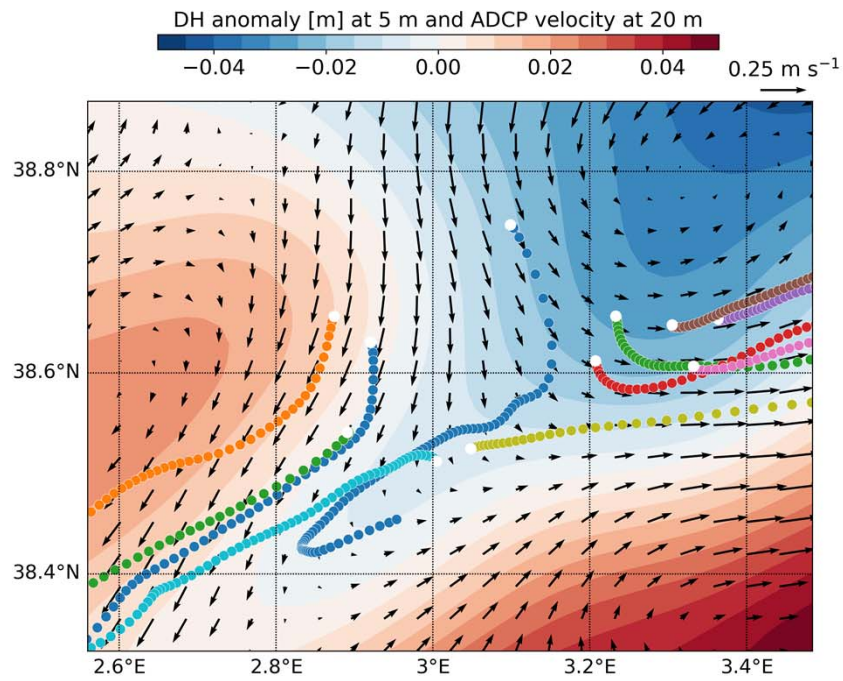 DH anomaly [m] at 5 m and ADCP velocity at 20 m
−0.04 −0.02 0.00 0.02 0.04 0.25 m s⁻¹
38.8°N
38.6°N
38.4°N
2.6°E 2.8°E 3°E 3.2°E 3.4°E